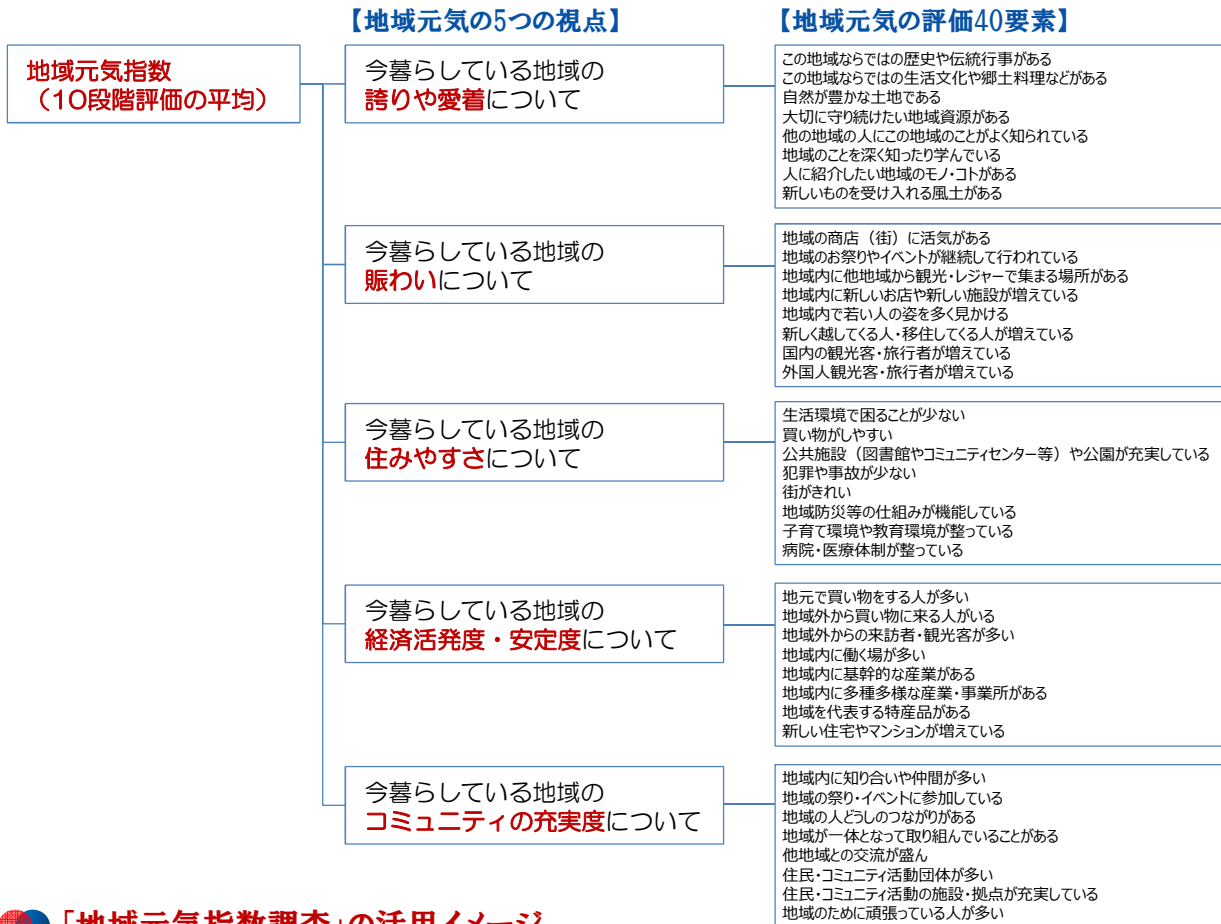 【地域元気の5つの視点】
【地域元気の評価40要素】
地域元気指数
（10段階評価の平均）
今暮らしている地域の
誇りや愛着について
この地域ならではの歴史や伝統行事がある
この地域ならではの生活文化や郷土料理などがある
自然が豊かな土地である
大切に守り続けたい地域資源がある
他の地域の人にこの地域のことがよく知られている
地域のことを深く知ったり学んでいる
人に紹介したい地域のモノ・コトがある
新しいものを受け入れる風土がある
今暮らしている地域の
賑わいについて
地域の商店（街）に活気がある
地域のお祭りやイベントが継続して行われている
地域内に他地域から観光・レジャーで集まる場所がある
地域内に新しいお店や新しい施設が増えている
地域内で若い人の姿を多く見かける
新しく越してくる人・移住してくる人が増えている
国内の観光客・旅行者が増えている
外国人観光客・旅行者が増えている
今暮らしている地域の
住みやすさについて
生活環境で困ることが少ない
買い物がしやすい
公共施設（図書館やコミュニティセンター等）や公園が充実している
犯罪や事故が少ない
街がきれい
地域防災等の仕組みが機能している
子育て環境や教育環境が整っている
病院・医療体制が整っている
今暮らしている地域の
経済活発度・安定度について
地元で買い物をする人が多い
地域外から買い物に来る人がいる
地域外からの来訪者・観光客が多い
地域内に働く場が多い
地域内に基幹的な産業がある
地域内に多種多様な産業・事業所がある
地域を代表する特産品がある
新しい住宅やマンションが増えている
今暮らしている地域の
コミュニティの充実度について
地域内に知り合いや仲間が多い
地域の祭り・イベントに参加している
地域の人どうしのつながりがある
地域が一体となって取り組んでいることがある
他地域との交流が盛ん
住民・コミュニティ活動団体が多い
住民・コミュニティ活動の施設・拠点が充実している
地域のために頑張っている人が多い
「地域元気指数調査」の活用イメージ